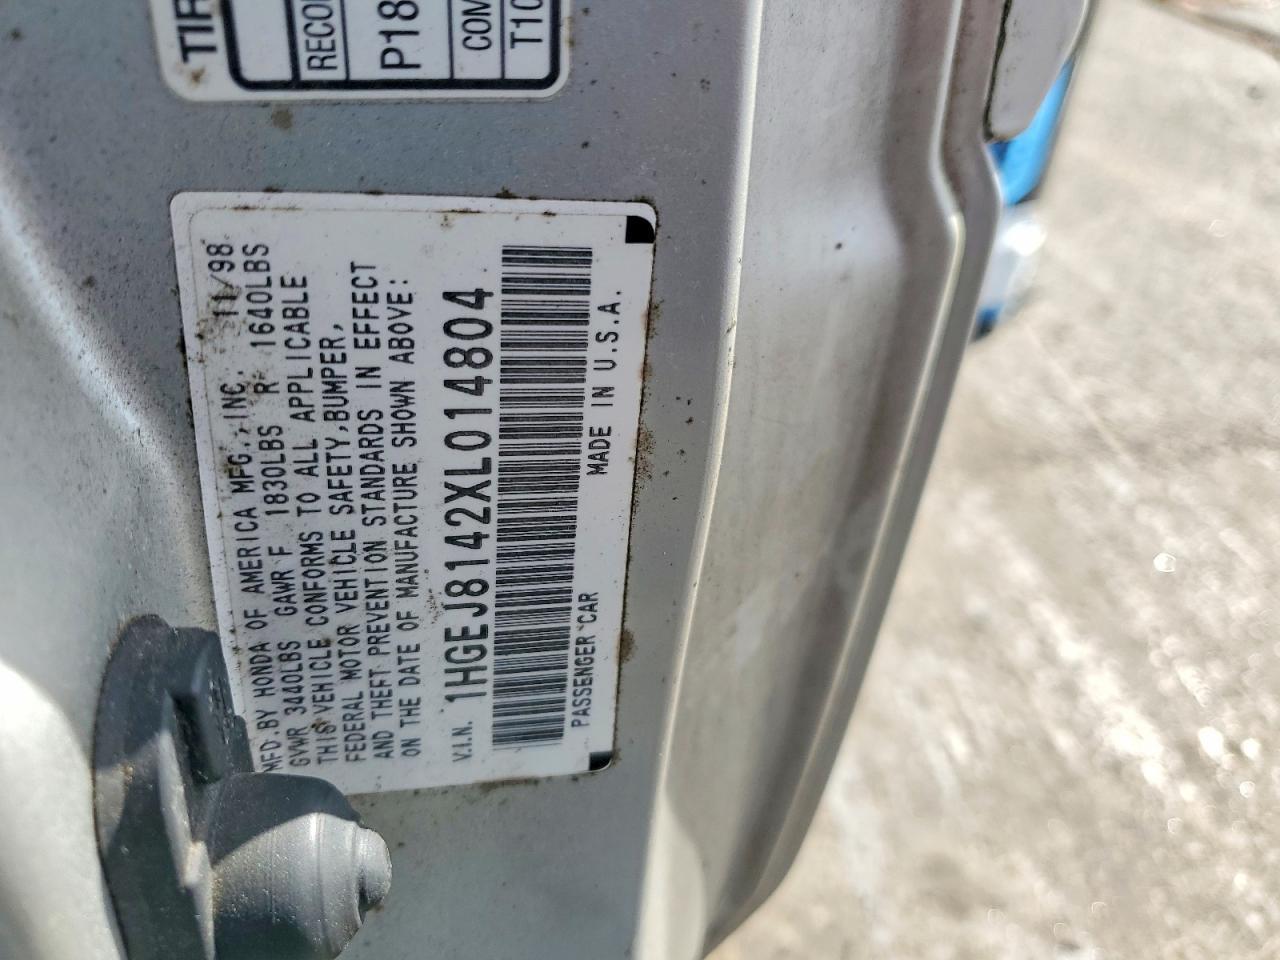 TIR
RECO
P18
COM
T10
MFD.BY HONDA OF AMERICA MFG.,INC. 11/98
GVWR 3440LBS GAWR F 1830LBS R 1640LBS
THIS VEHICLE CONFORMS TO ALL APPLICABLE
FEDERAL MOTOR VEHICLE SAFETY,BUMPER,
AND THEFT PREVENTION STANDARDS IN EFFECT
ON THE DATE OF MANUFACTURE SHOWN ABOVE:
V.I.N. 1HGEJ8142XL014804
PASSENGER CAR MADE IN U.S.A.